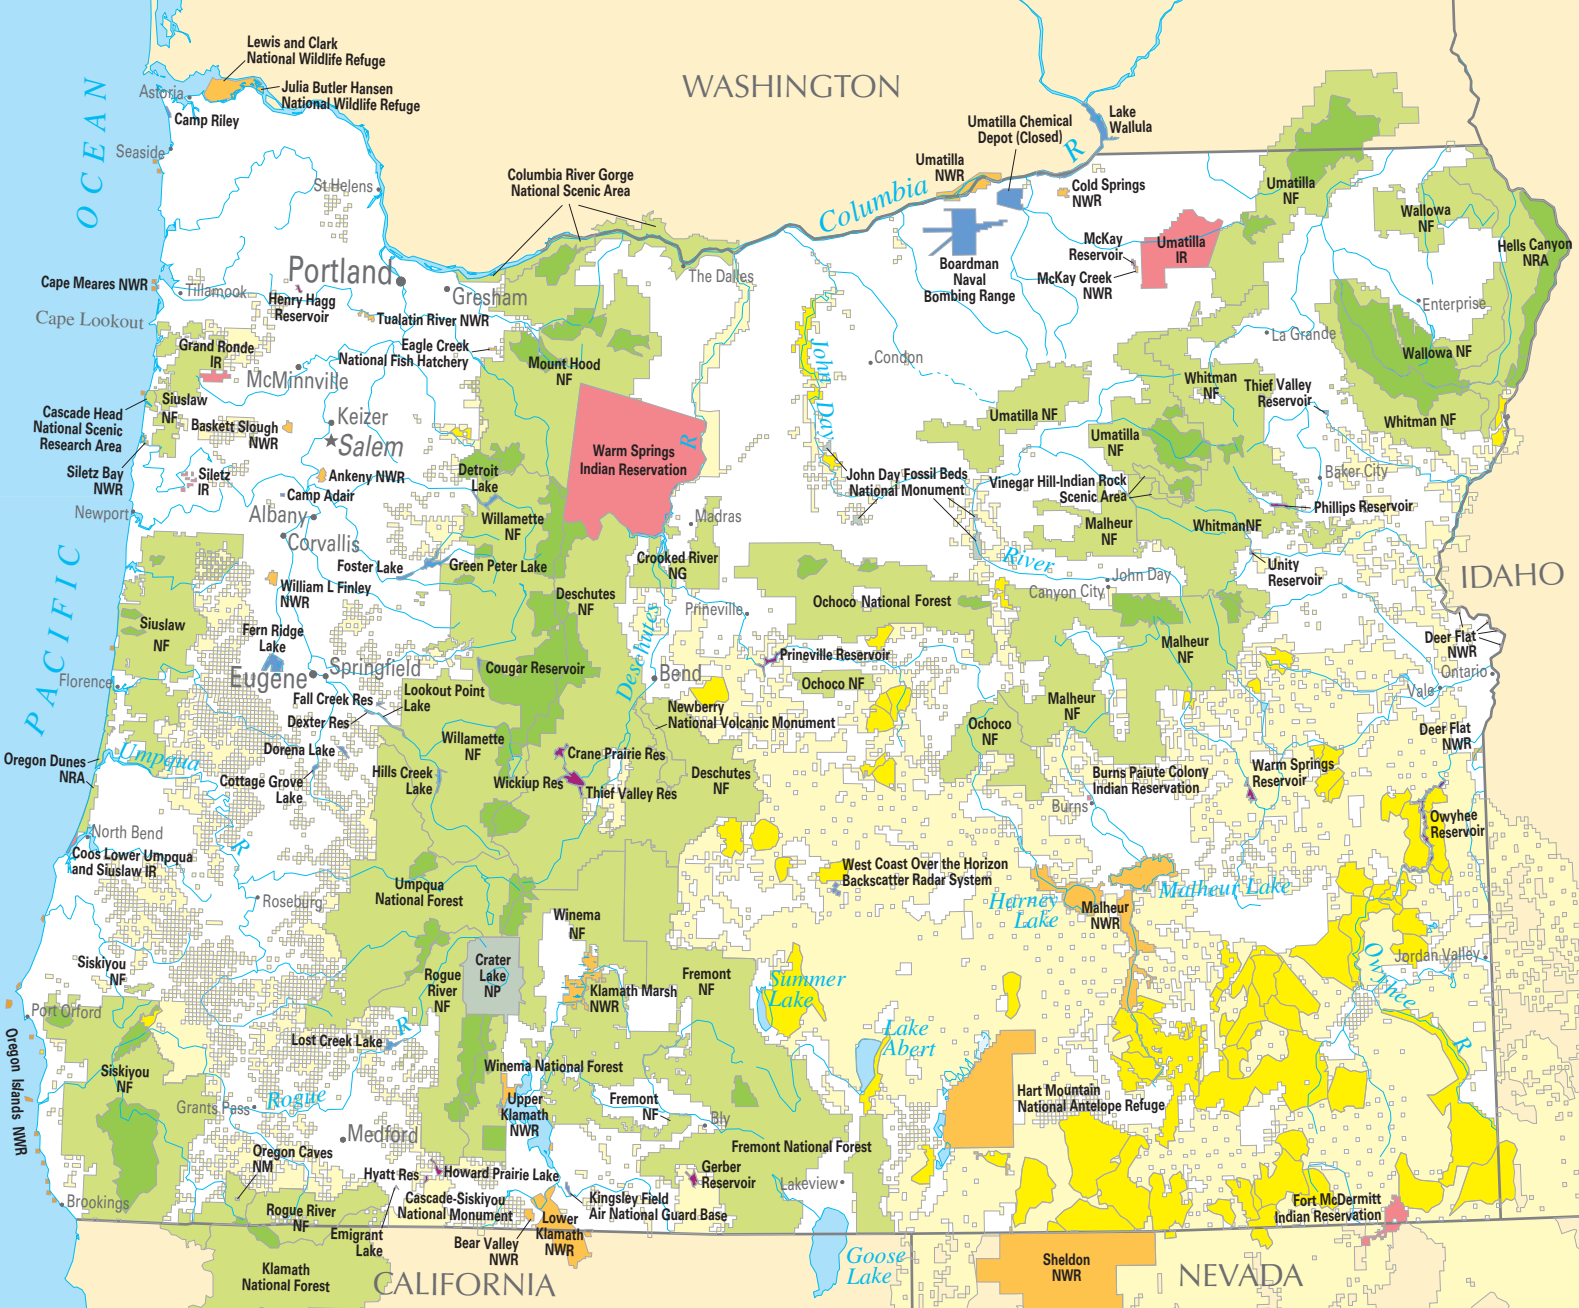 Lewis and Clark
National Wildlife Refuge
Julia Butler Hansen
National Wildlife Refuge
Astoria
Camp Riley
Seaside
WASHINGTON
Lake
Wallula
Umatilla Chemical
Depot (Closed)
Umatilla
NWR
Columbia
R
Cold Springs
NWR
Umatilla
NF
Wallowa
NF
Hells Canyon
NRA
St Helens
Columbia River Gorge
National Scenic Area
PACIFIC
OCEAN
McKay
Reservoir
Umatilla
IR
McKay Creek
NWR
Boardman
Naval
Bombing Range
Portland
Gresham
The Dalles
Cape Meares NWR
Tillamook
Henry Hagg
Reservoir
Tualatin River NWR
Cape Lookout
Eagle Creek
National Fish Hatchery
Grand Ronde
IR
McMinnville
Mount Hood
NF
John Day
Condon
Enterprise
La Grande
Wallowa NF
Whitman
NF
Thief Valley
Reservoir
Whitman NF
Siuslaw
NF
Cascade Head
National Scenic
Research Area
Baskett Slough
NWR
Keizer
Salem
Umatilla NF
Umatilla
NF
Warm Springs
Indian Reservation
R
Siletz Bay
NWR
Siletz
IR
Ankeny NWR
Detroit
Lake
Camp Adair
John Day Fossil Beds
National Monument
Vinegar Hill-Indian Rock
Scenic Area
Baker City
Phillips Reservoir
Newport
Albany
Willamette
NF
Madras
Malheur
NF
WhitmanNF
Corvallis
Foster Lake
Green Peter Lake
Crooked River
NG
River
Unity
Reservoir
IDAHO
William L Finley
NWR
Deschutes
NF
Ochoco National Forest
John Day
Canyon City
Prineville
Siuslaw
NF
Fern Ridge
Lake
Deschutes
Malheur
NF
Deer Flat
NWR
Eugene
Springfield
Cougar Reservoir
Bend
Prineville Reservoir
Ochoco NF
Ontario
Vale
Florence
Fall Creek Res
Lookout Point
Lake
Dexter Res
Newberry
National Volcanic Monument
Malheur
NF
Ochoco
NF
Deer Flat
NWR
Oregon Dunes
NRA
Umpqua
R
Dorena Lake
Willamette
NF
Crane Prairie Res
Wickiup Res
Thief Valley Res
Deschutes
NF
Cottage Grove
Lake
Hills Creek
Lake
Burns Paiute Colony
Indian Reservation
Burns
Warm Springs
Reservoir
Owyhee
Reservoir
North Bend
Coos Lower Umpqua
and Siuslaw IR
West Coast Over the Horizon
Backscatter Radar System
Harney
Lake
Malheur Lake
Malheur
NWR
Umpqua
National Forest
Roseburg
Winema
NF
Siskiyou
NF
Crater
Lake
NP
Rogue
River
NF
Klamath Marsh
NWR
Fremont
NF
Summer
Lake
Owyhee
R
Jordan Valley
Port Orford
Lost Creek Lake
R
Rogue
Lake
Abert
Oregon Islands NWR
Siskiyou
NF
Winema National Forest
Grants Pass
Upper
Klamath
NWR
Fremont
NF
Bly
Hart Mountain
National Antelope Refuge
Medford
Fremont National Forest
Oregon Caves
NM
Hyatt Res
Howard Prairie Lake
Gerber
Reservoir
Lakeview
Brookings
Cascade-Siskiyou
National Monument
Kingsley Field
Air National Guard Base
Fort McDermitt
Indian Reservation
Rogue River
NF
Emigrant
Lake
Bear Valley
NWR
Lower
Klamath
NWR
Goose
Lake
Sheldon
NWR
Klamath
National Forest
CALIFORNIA
NEVADA